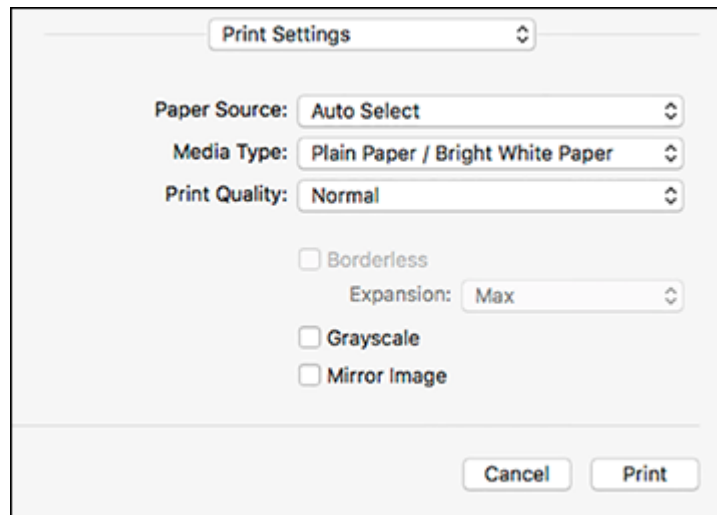 Print Settings
Paper Source: Auto Select
Media Type: Plain Paper / Bright White Paper
Print Quality: Normal
Borderless
Expansion: Max
Grayscale
Mirror Image
Cancel Print